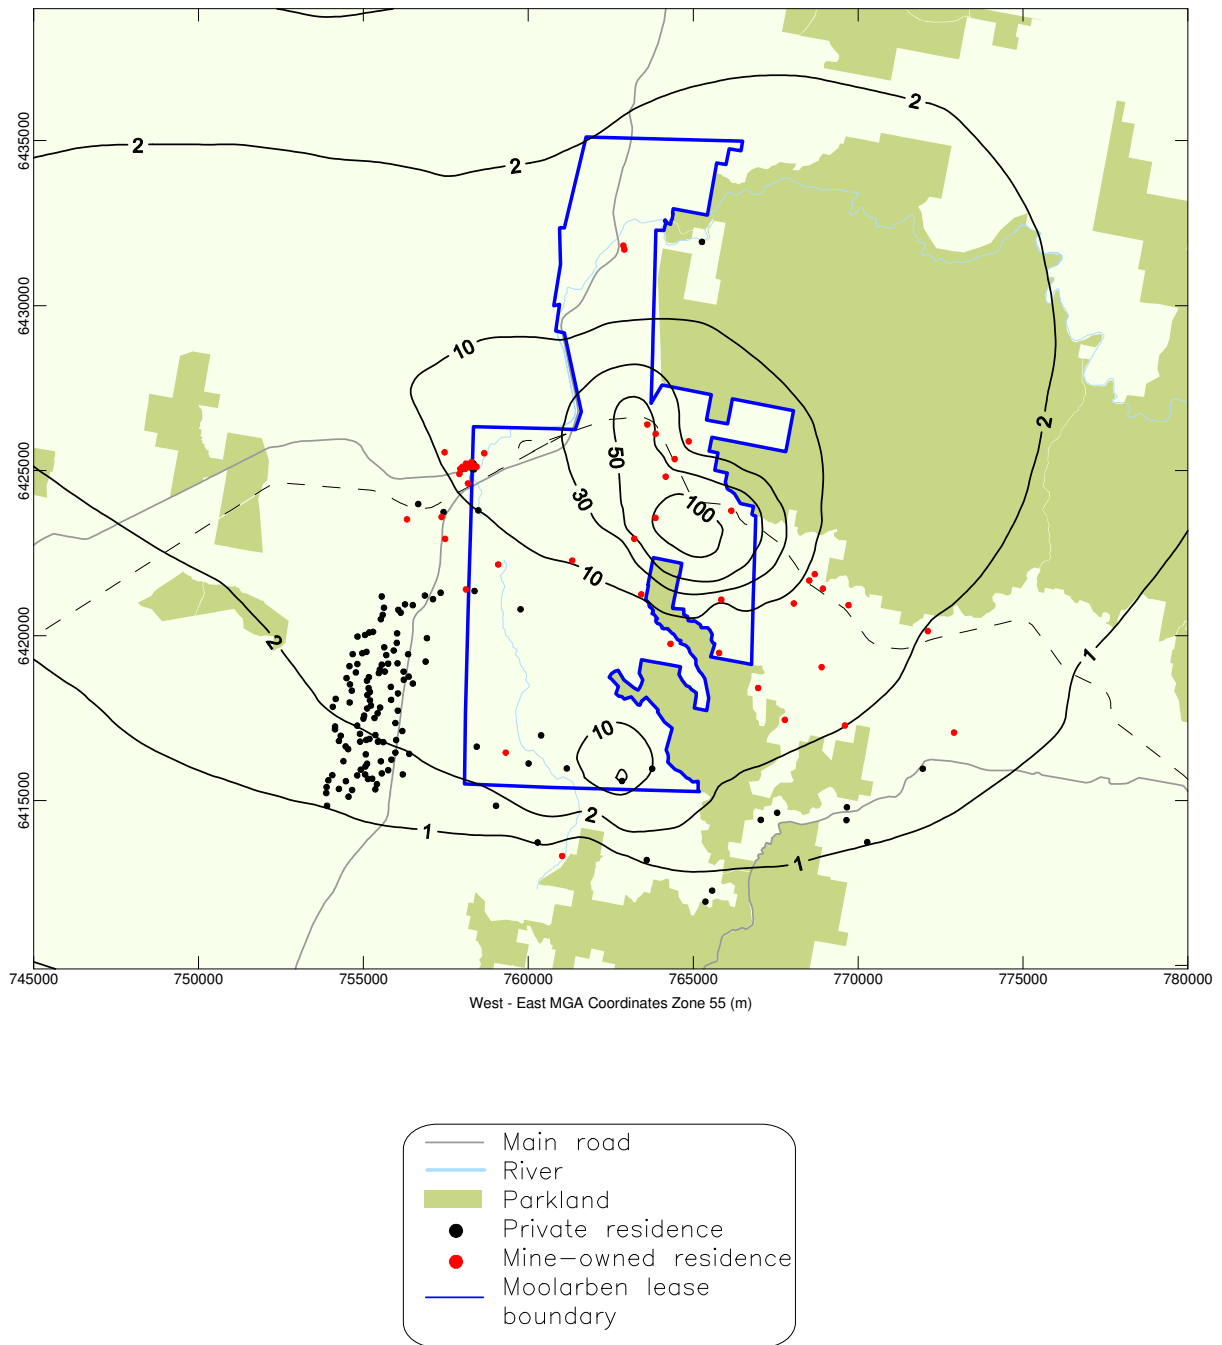 2
2
2
10
2
50
30
100
10
2
1
10
2
1
1
6435000
6430000
6425000
6420000
6415000
745000 750000 755000 760000 765000 770000 775000 780000
West - East MGA Coordinates Zone 55 (m)
Main road
River
Parkland
Private residence
Mine-owned residence
Moolarben lease
boundary